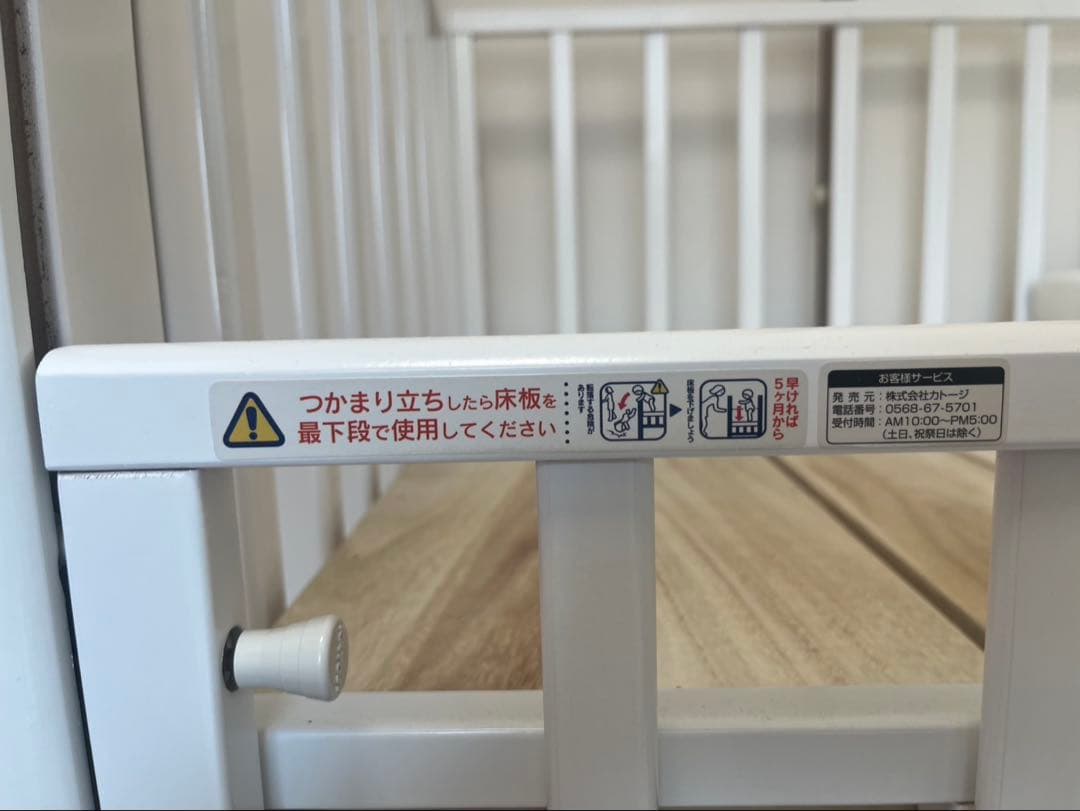 つかまり立ちしたら床板を
最下段で使用してください
転落する危険が
あります
床板を下げましょう
早ければ
5ヶ月から
お客様サービス
発売元：株式会社カトージ
電話番号：0568-67-5701
受付時間：AM10:00～PM5:00
（土日、祝祭日は除く）